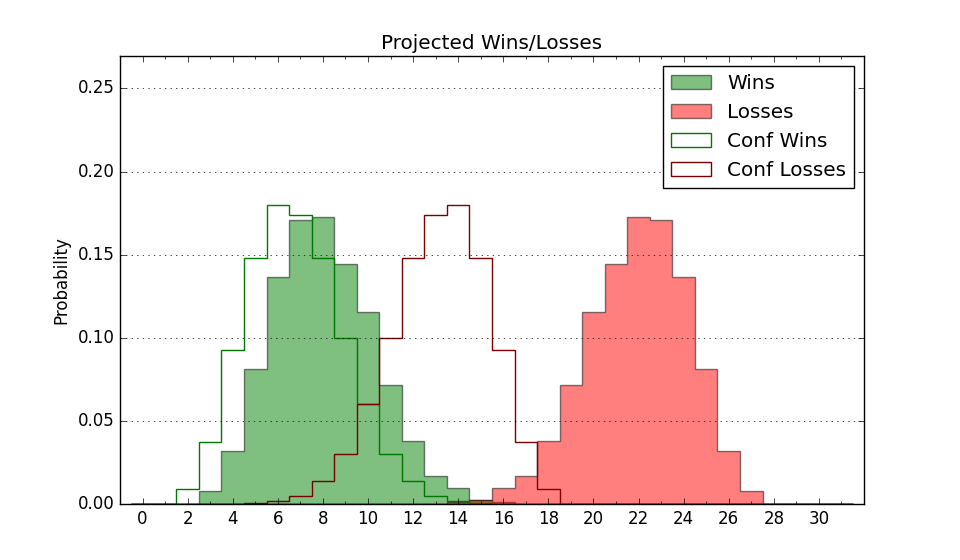 Projected Wins/Losses
Wins
Losses
Conf Wins
Conf Losses
Probability
0.25
0.20
0.15
0.10
0.05
0.00
0 2 4 6 8 10 12 14 16 18 20 22 24 26 28 30